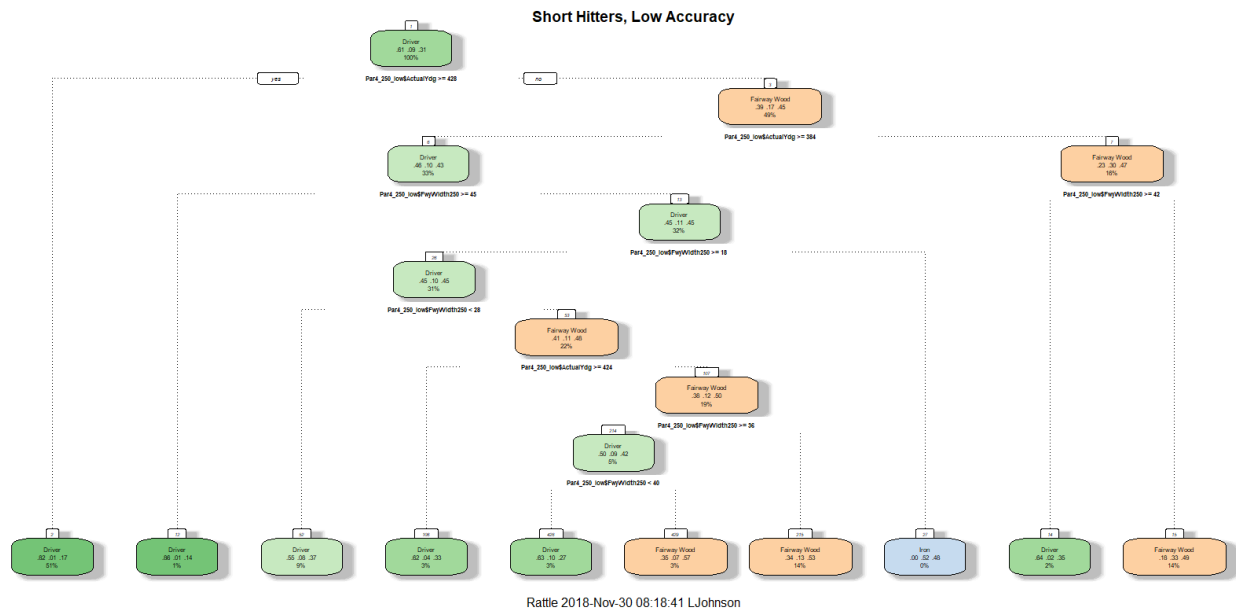 Short Hitters, Low Accuracy
1
Driver
.61 .09 .31
100%
Par4_250_low$ActualYdg >= 428
yes
no
3
Fairway Wood
.39 .17 .45
49%
Par4_250_low$ActualYdg >= 384
6
Driver
.46 .10 .43
33%
Par4_250_low$FwyWidth250 >= 45
7
Fairway Wood
.23 .30 .47
16%
Par4_250_low$FwyWidth250 >= 42
13
Driver
.45 .11 .45
32%
Par4_250_low$FwyWidth250 >= 18
26
Driver
.45 .10 .45
31%
Par4_250_low$FwyWidth250 < 28
53
Fairway Wood
.41 .11 .48
22%
Par4_250_low$ActualYdg >= 424
107
Fairway Wood
.38 .12 .50
19%
Par4_250_low$FwyWidth250 >= 36
214
Driver
.50 .09 .42
5%
Par4_250_low$FwyWidth250 < 40
2
Driver
.82 .01 .17
51%
12
Driver
.86 .01 .14
1%
52
Driver
.55 .08 .37
9%
106
Driver
.62 .04 .33
3%
428
Driver
.63 .10 .27
3%
429
Fairway Wood
.35 .07 .57
3%
215
Fairway Wood
.34 .13 .53
14%
27
Iron
.00 .52 .48
0%
14
Driver
.64 .02 .35
2%
15
Fairway Wood
.18 .33 .49
14%
Rattle 2018-Nov-30 08:18:41 LJohnson